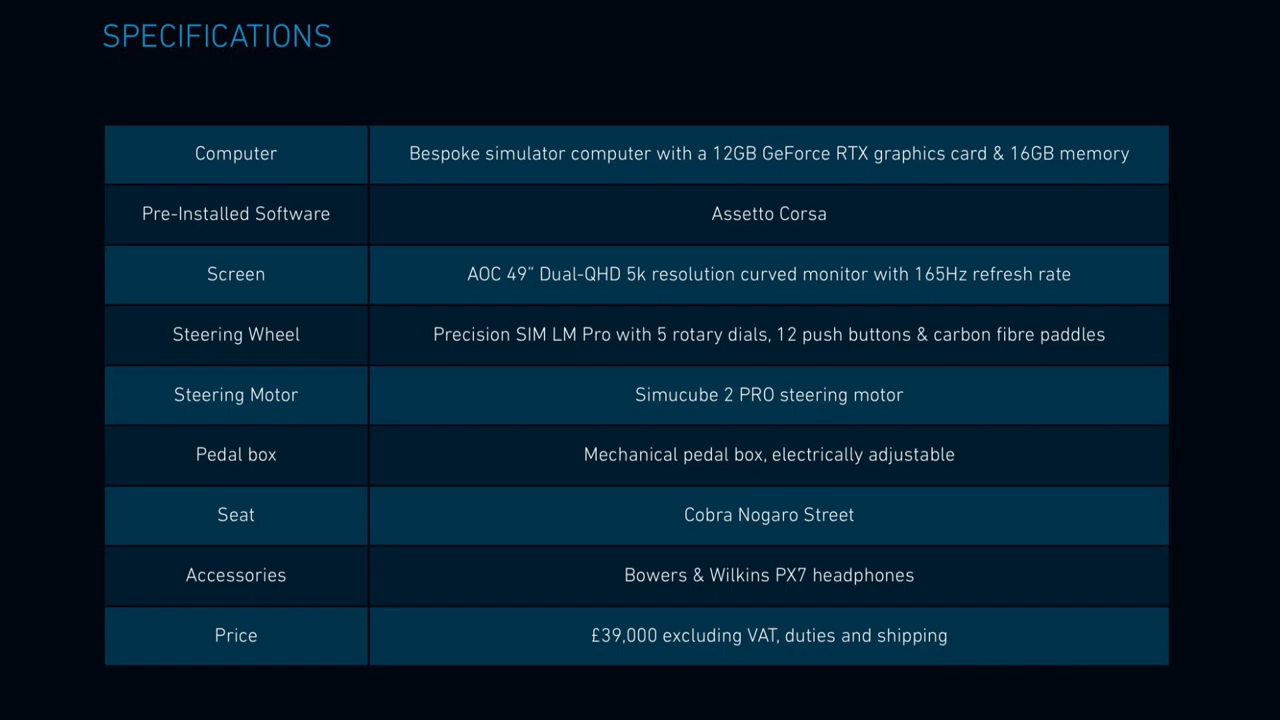 SPECIFICATIONS
Computer
Bespoke simulator computer with a 12GB GeForce RTX graphics card & 16GB memory
Pre-Installed Software
Assetto Corsa
Screen
AOC 49” Dual-QHD 5k resolution curved monitor with 165Hz refresh rate
Steering Wheel
Precision SIM LM Pro with 5 rotary dials, 12 push buttons & carbon fibre paddles
Steering Motor
Simucube 2 PRO steering motor
Pedal box
Mechanical pedal box, electrically adjustable
Seat
Cobra Nogaro Street
Accessories
Bowers & Wilkins PX7 headphones
Price
£39,000 excluding VAT, duties and shipping